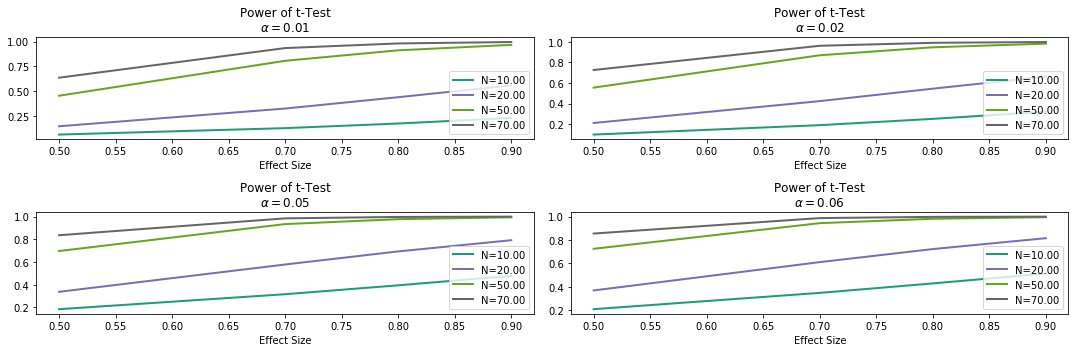 Power of t-Test
α = 0.01
1.00
0.75
0.50
0.25
N=10.00
N=20.00
N=50.00
N=70.00
0.50 0.55 0.60 0.65 0.70 0.75 0.80 0.85 0.90
Effect Size
Power of t-Test
α = 0.02
1.0
0.8
0.6
0.4
0.2
N=10.00
N=20.00
N=50.00
N=70.00
0.50 0.55 0.60 0.65 0.70 0.75 0.80 0.85 0.90
Effect Size
Power of t-Test
α = 0.05
1.0
0.8
0.6
0.4
0.2
N=10.00
N=20.00
N=50.00
N=70.00
0.50 0.55 0.60 0.65 0.70 0.75 0.80 0.85 0.90
Effect Size
Power of t-Test
α = 0.06
1.0
0.8
0.6
0.4
0.2
N=10.00
N=20.00
N=50.00
N=70.00
0.50 0.55 0.60 0.65 0.70 0.75 0.80 0.85 0.90
Effect Size